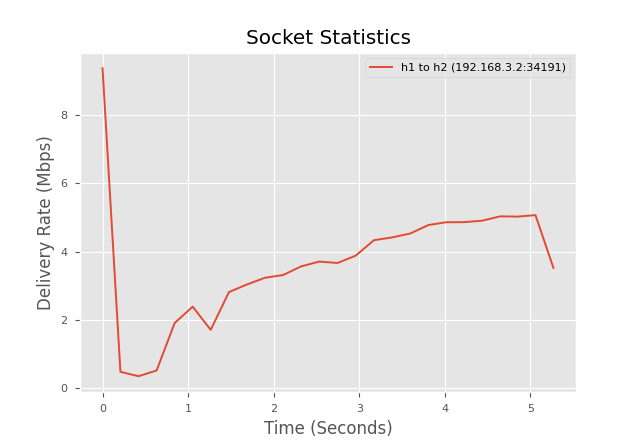 Socket Statistics
h1 to h2 (192.168.3.2:34191)
Delivery Rate (Mbps)
8
6
4
2
0
0 1 2 3 4 5
Time (Seconds)